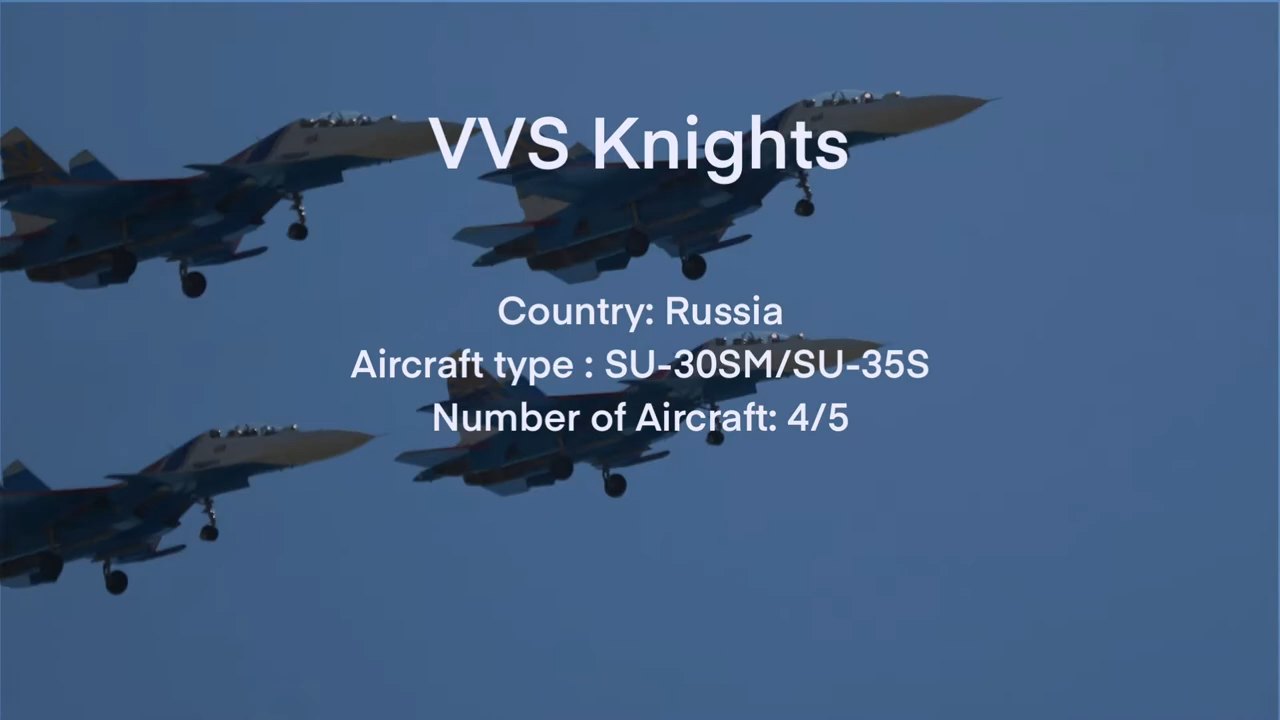 VVS Knights
Country: Russia
Aircraft type : SU-30SM/SU-35S
Number of Aircraft: 4/5